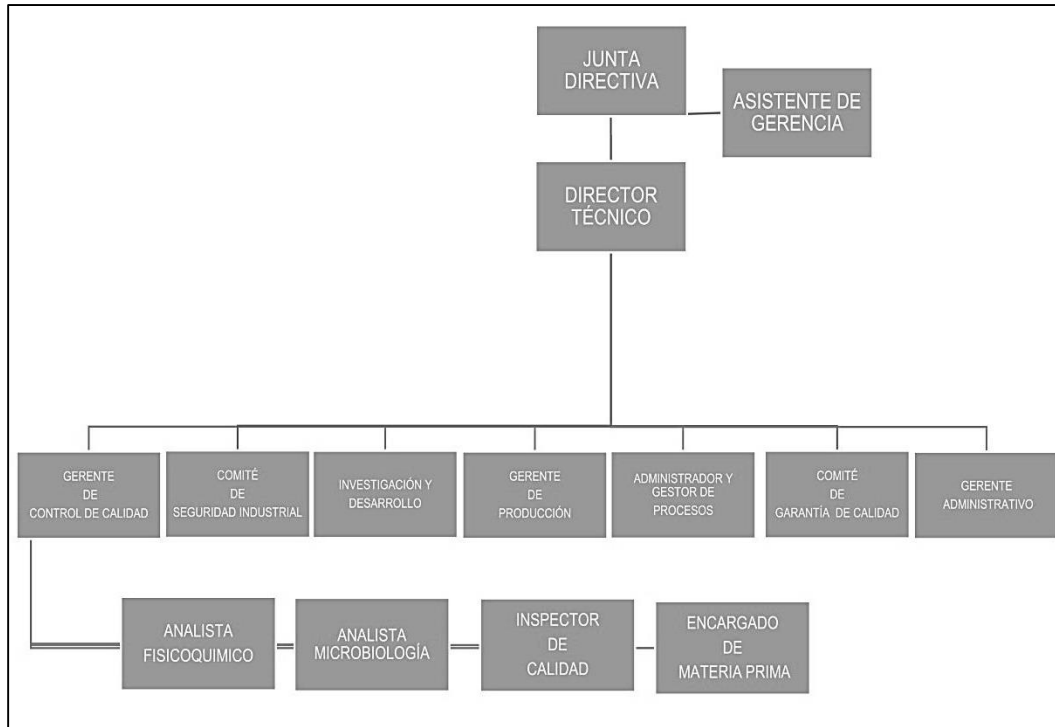 JUNTA
DIRECTIVA
ASISTENTE DE
GERENCIA
DIRECTOR
TÉCNICO
GERENTE
DE
CONTROL DE CALIDAD
COMITÉ
DE
SEGURIDAD INDUSTRIAL
INVESTIGACIÓN Y
DESARROLLO
GERENTE
DE
PRODUCCIÓN
ADMINISTRADOR Y
GESTOR DE
PROCESOS
COMITÉ
DE
GARANTÍA DE CALIDAD
GERENTE
ADMINISTRATIVO
ANALISTA
FISICOQUIMICO
ANALISTA
MICROBIOLOGÍA
INSPECTOR
DE
CALIDAD
ENCARGADO
DE
MATERIA PRIMA